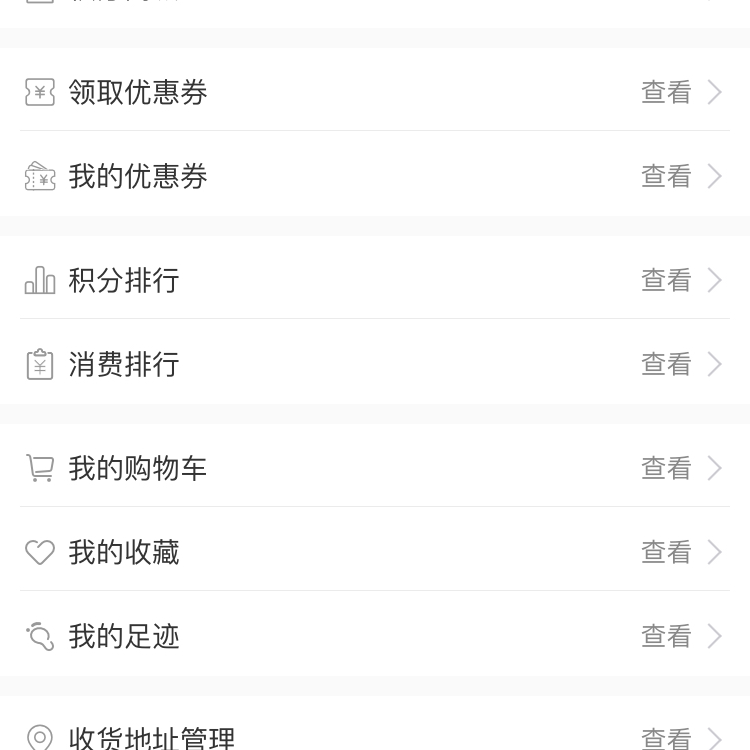 领取优惠券 查看
我的优惠券 查看
积分排行 查看
消费排行 查看
我的购物车 查看
我的收藏 查看
我的足迹 查看
收货地址管理 查看